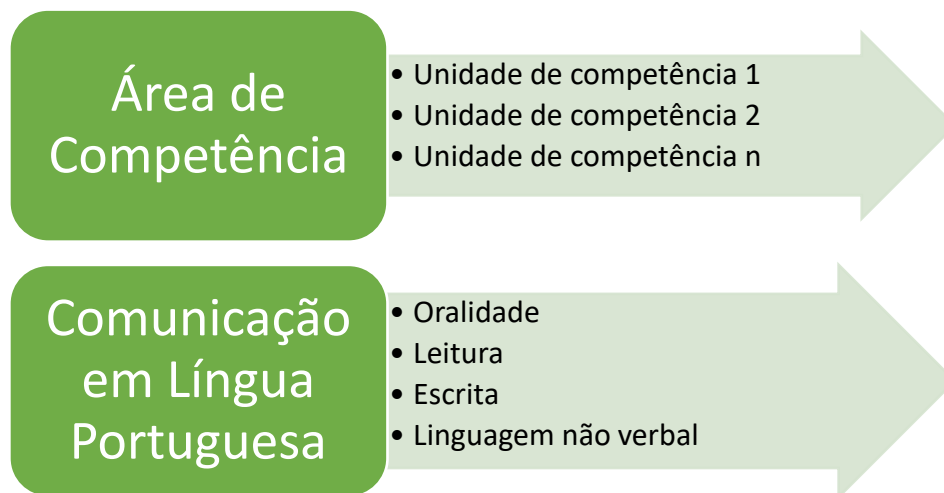 Área de
Competência
• Unidade de competência 1
• Unidade de competência 2
• Unidade de competência n
Comunicação
em Língua
Portuguesa
• Oralidade
• Leitura
• Escrita
• Linguagem não verbal